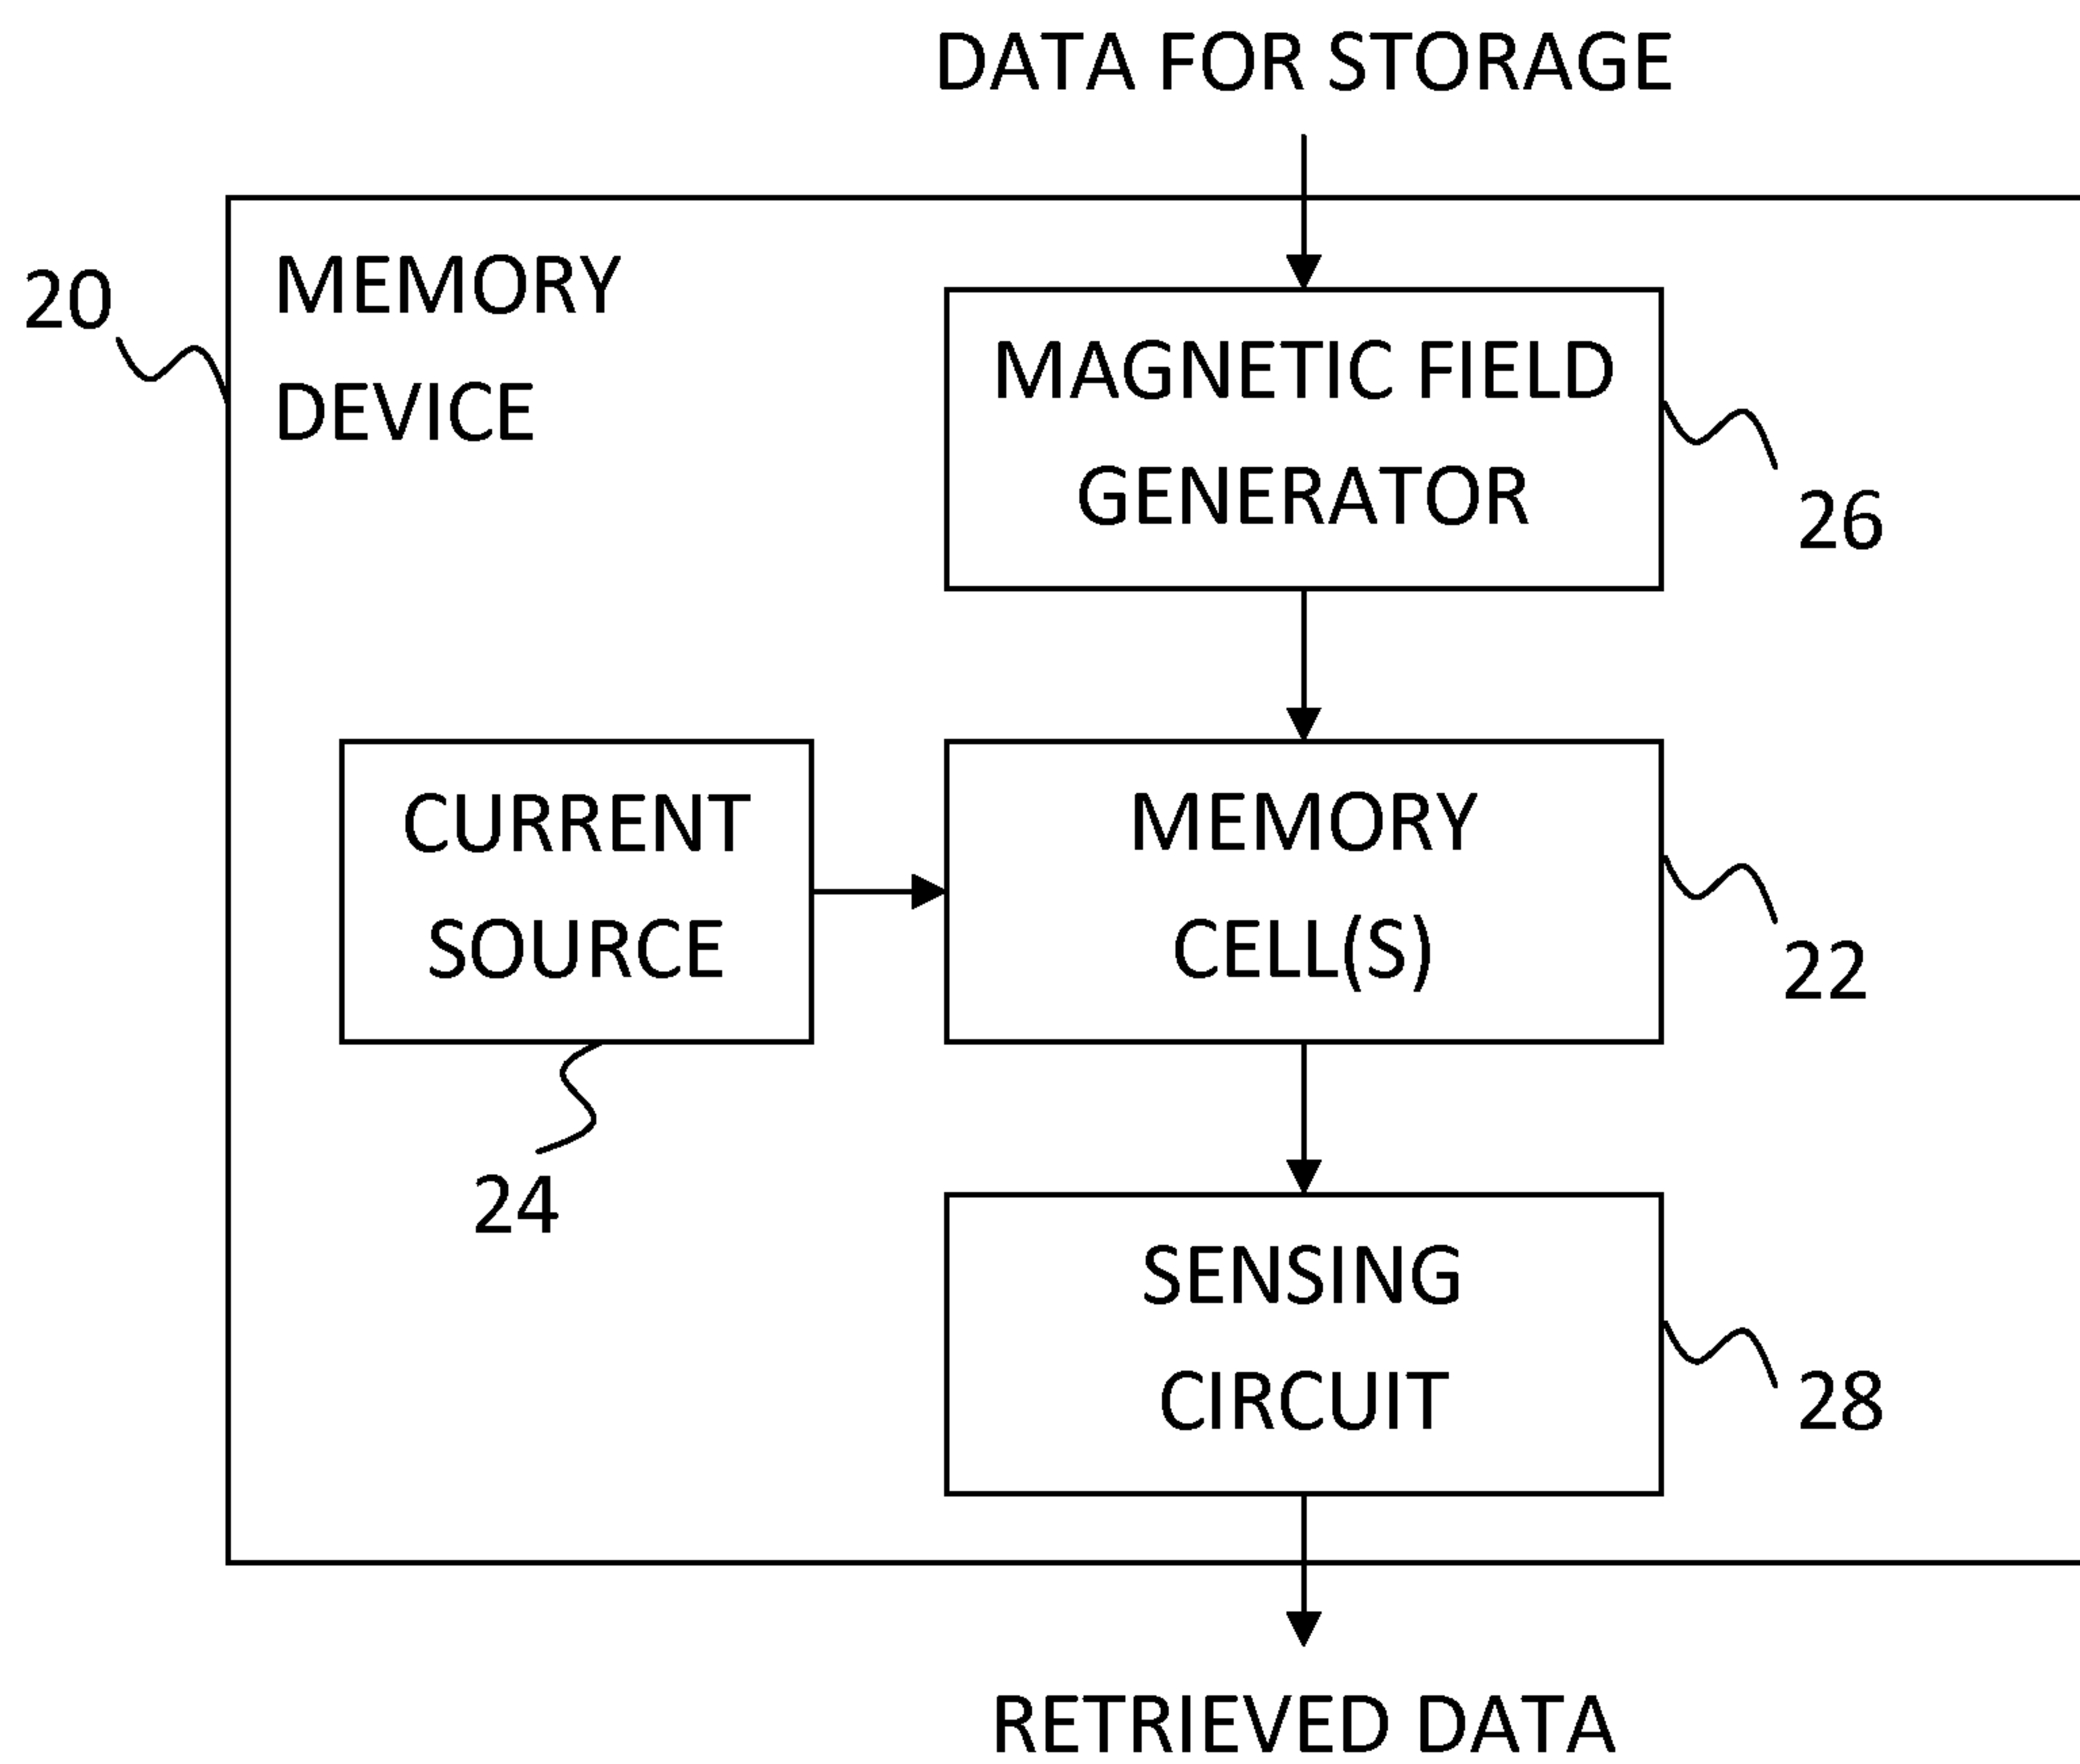 DATA FOR STORAGE
20
MEMORY
DEVICE
MAGNETIC FIELD
GENERATOR
26
CURRENT
SOURCE
24
MEMORY
CELL(S)
22
SENSING
CIRCUIT
28
RETRIEVED DATA